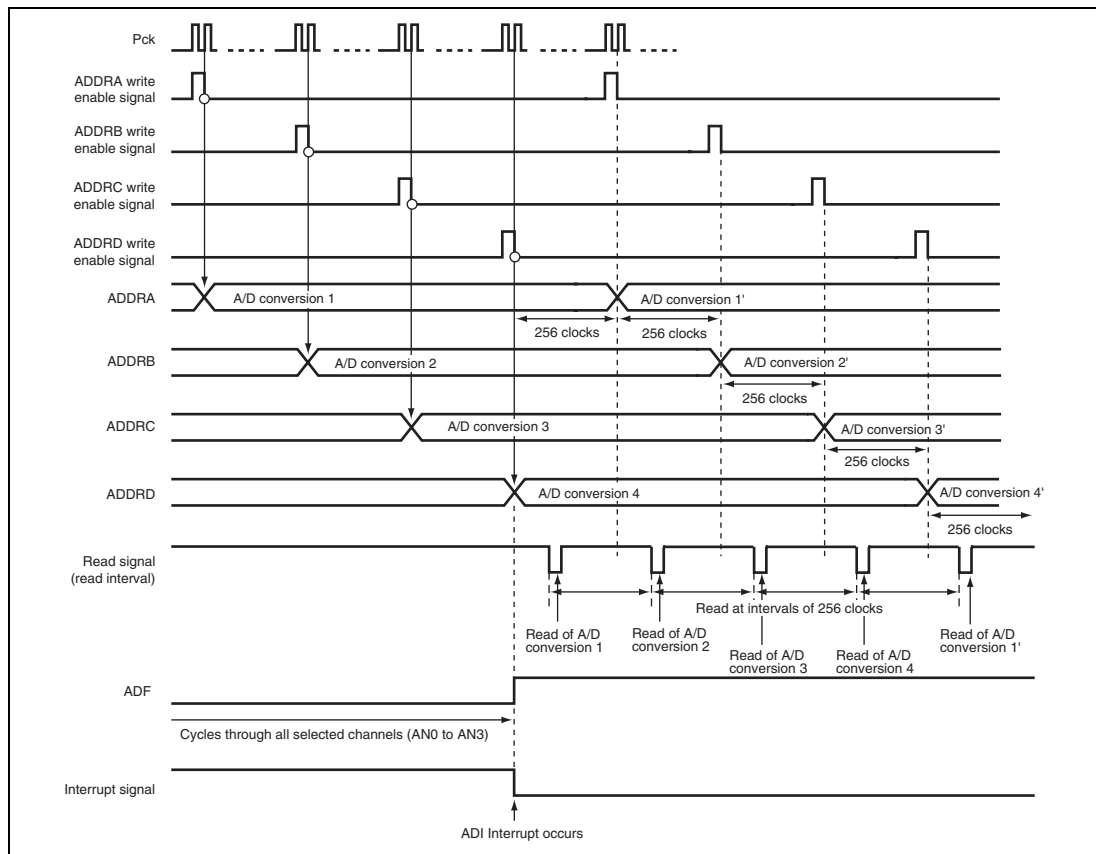 Pck
ADDRA write
enable signal
ADDRB write
enable signal
ADDRC write
enable signal
ADDRD write
enable signal
ADDRA
A/D conversion 1
A/D conversion 1'
256 clocks
256 clocks
ADDRB
A/D conversion 2
A/D conversion 2'
256 clocks
ADDRC
A/D conversion 3
A/D conversion 3'
256 clocks
ADDRD
A/D conversion 4
A/D conversion 4'
256 clocks
Read signal
(read interval)
Read at intervals of 256 clocks
Read of A/D
conversion 1
Read of A/D
conversion 2
Read of A/D
conversion 3
Read of A/D
conversion 4
Read of A/D
conversion 1'
ADF
Cycles through all selected channels (AN0 to AN3)
Interrupt signal
ADI Interrupt occurs